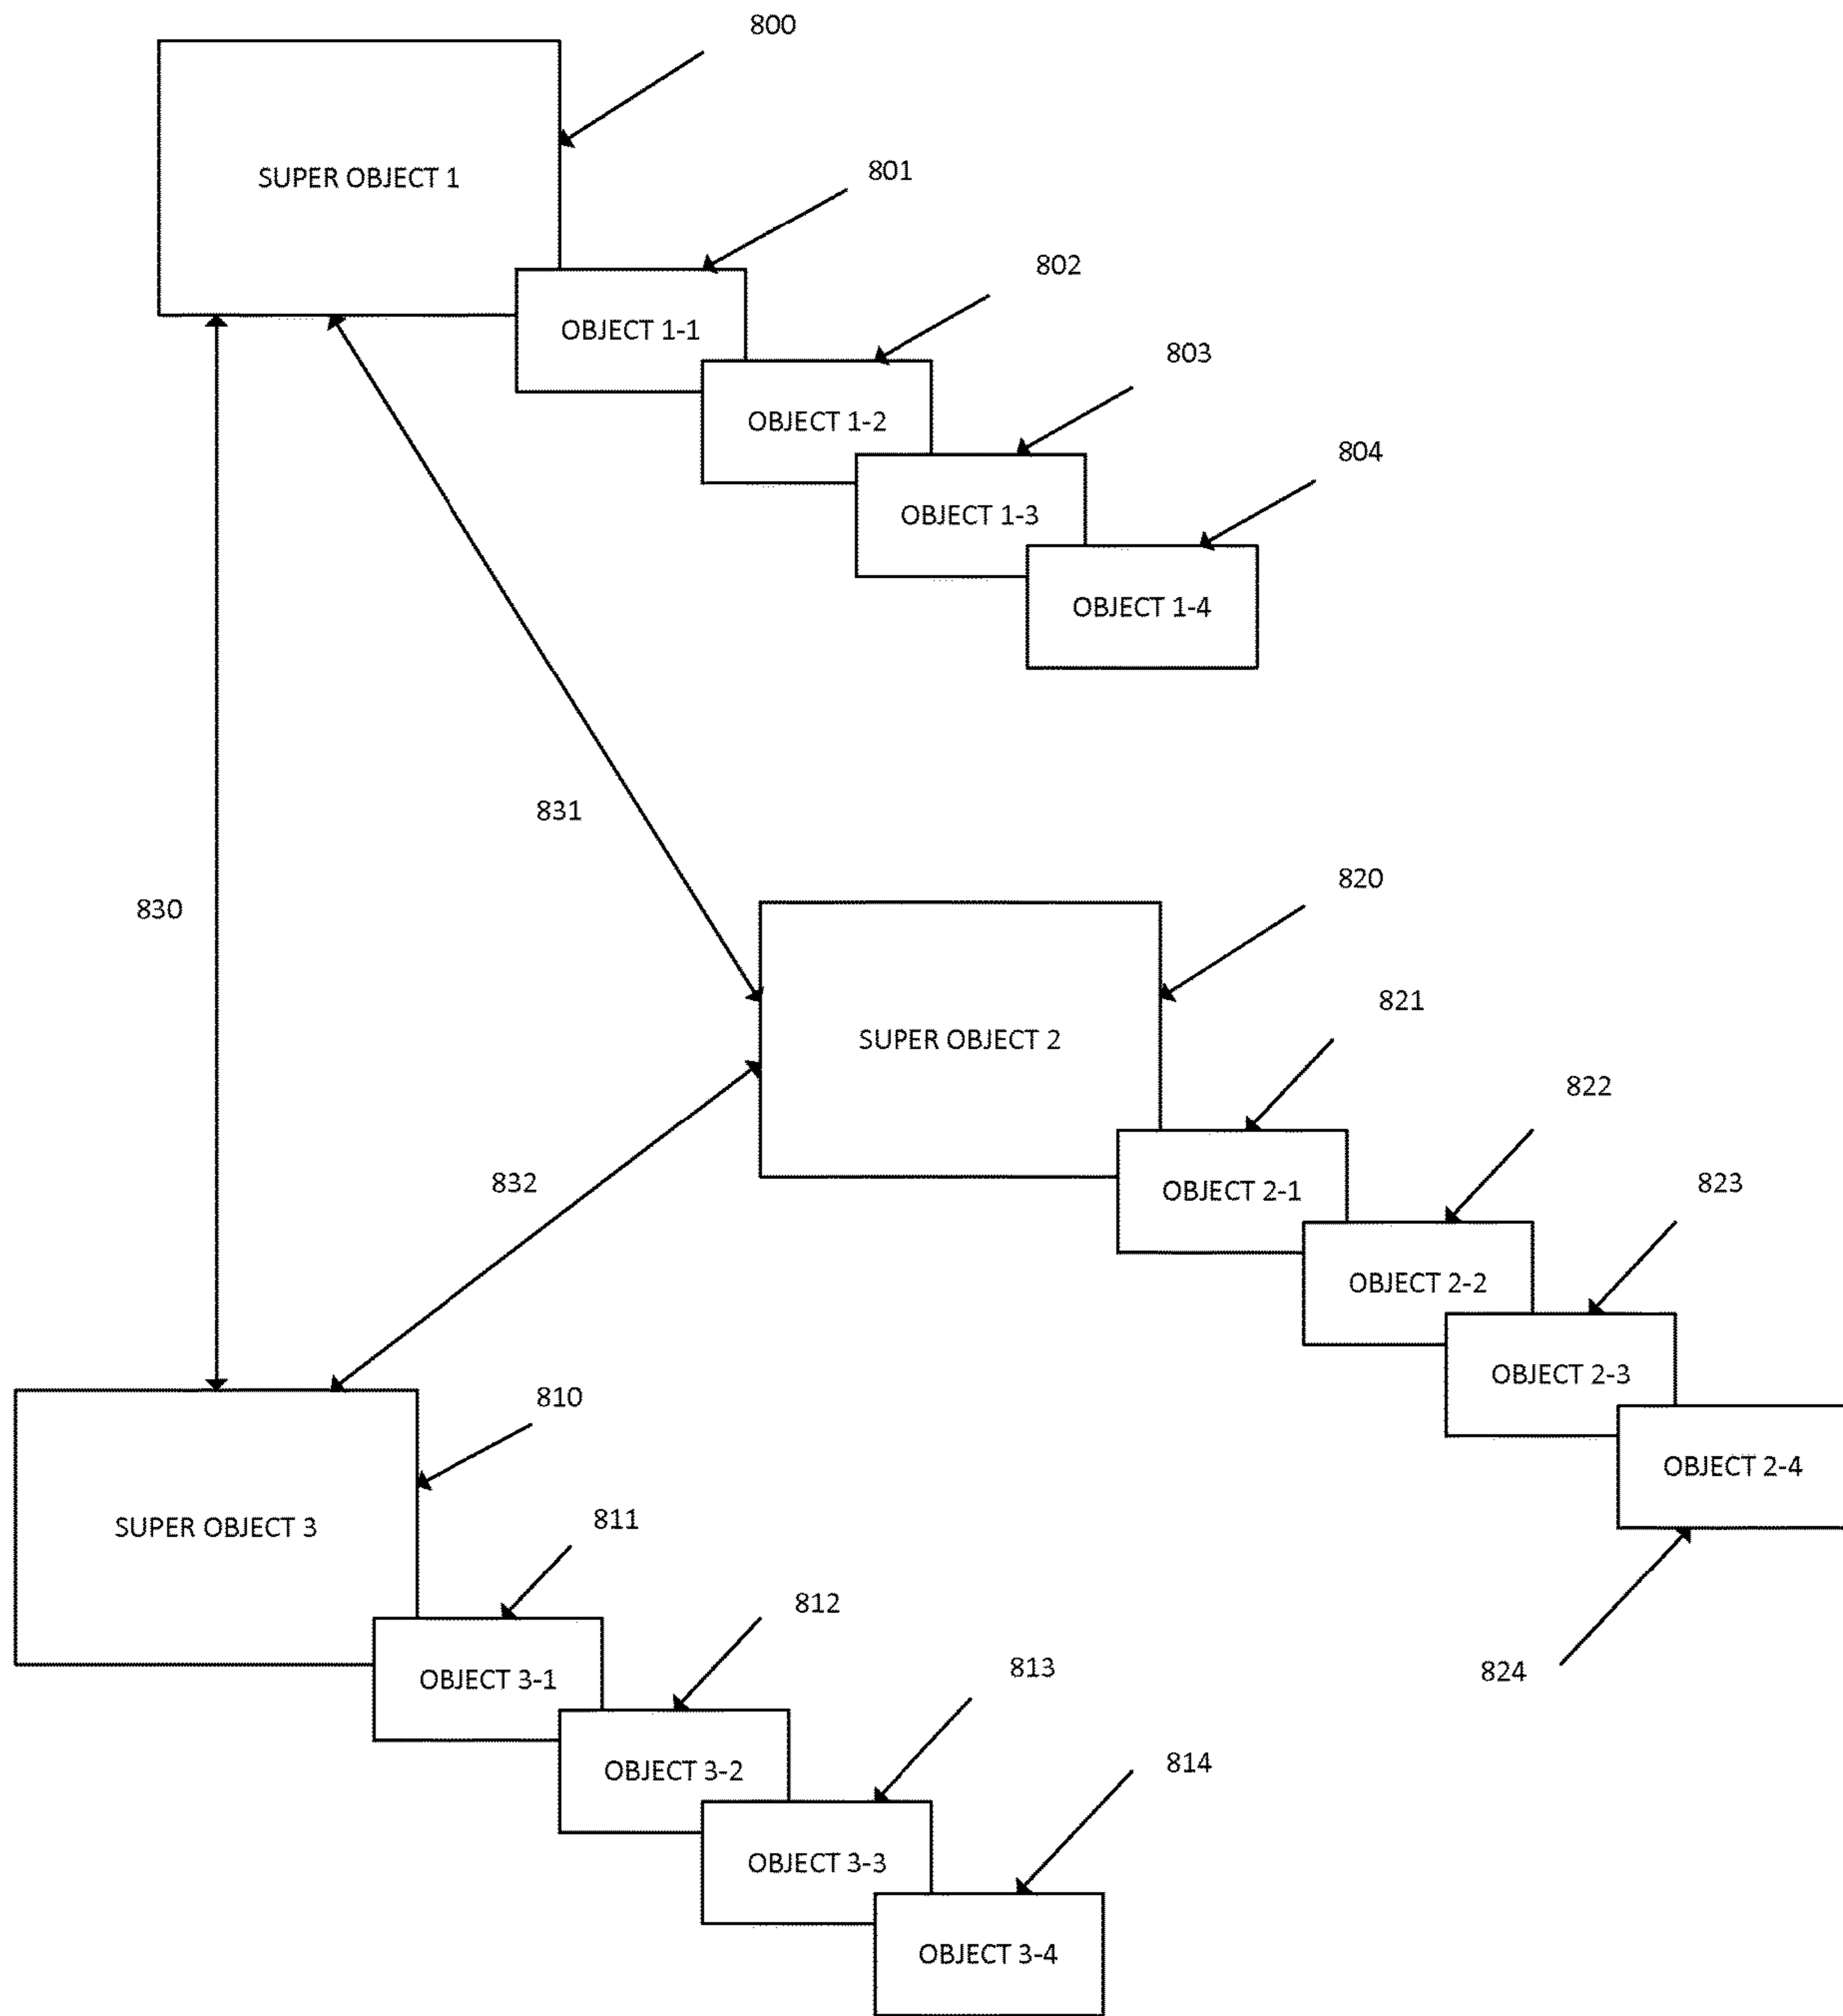 800
SUPER OBJECT 1
801
802
OBJECT 1-1
803
OBJECT 1-2
804
OBJECT 1-3
OBJECT 1-4
831
830
820
821
SUPER OBJECT 2
822
832
OBJECT 2-1
823
OBJECT 2-2
OBJECT 2-3
810
OBJECT 2-4
811
SUPER OBJECT 3
812
813
824
OBJECT 3-1
814
OBJECT 3-2
OBJECT 3-3
OBJECT 3-4